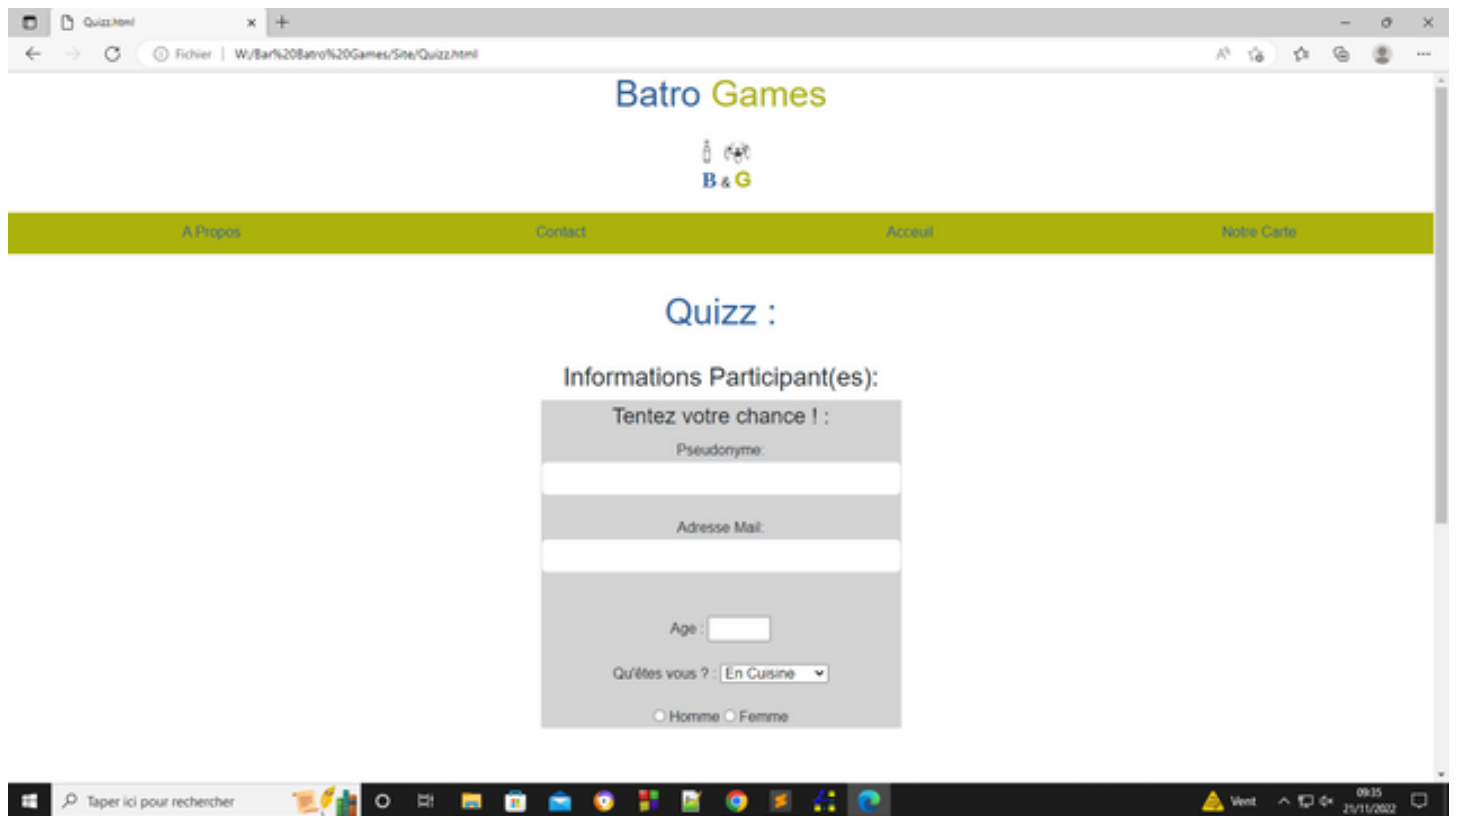 Quizz.html
Fichier | W:/Bar%20Batro%20Games/Site/Quizz.html
Batro Games
B & G
A Propos Contact Acceuil Notre Carte
Quizz :
Informations Participant(es):
Tentez votre chance ! :
Pseudonyme:
Adresse Mail:
Age :
Qu'êtes vous ? : En Cuisine
Homme Femme
Taper ici pour rechercher
Vent
09:35
21/11/2022